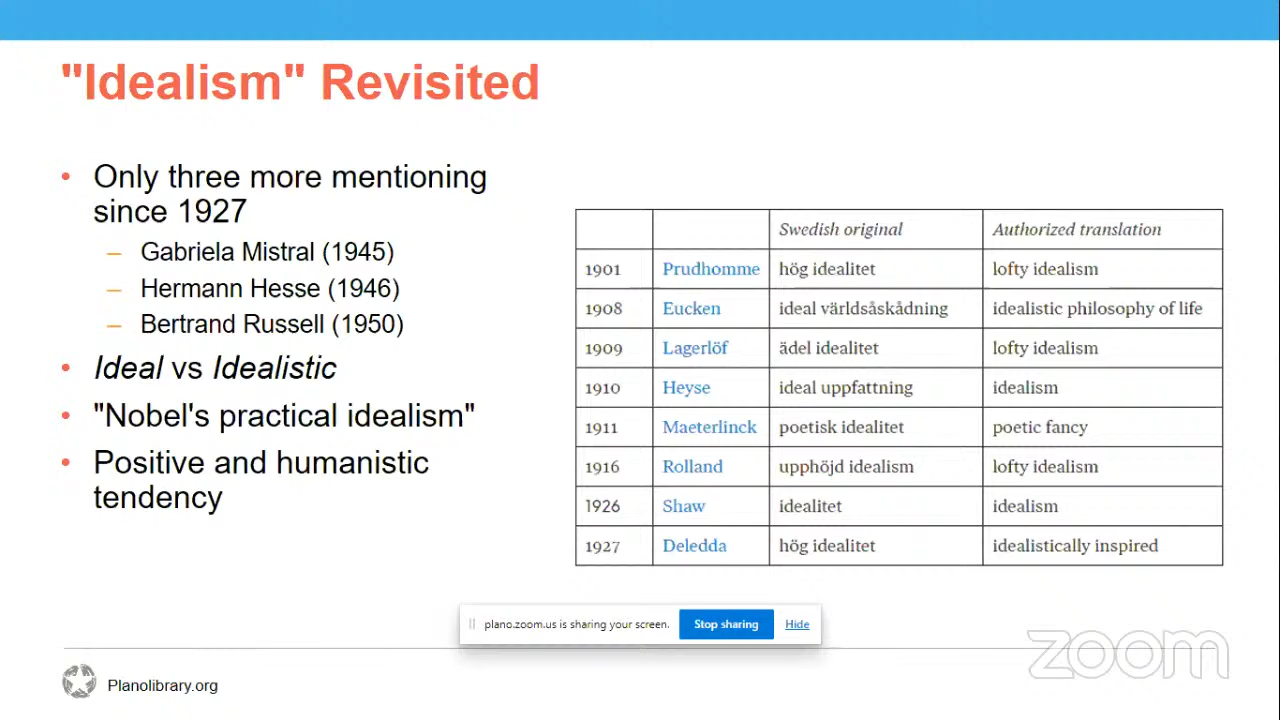 "Idealism" Revisited
• Only three more mentioning
since 1927
– Gabriela Mistral (1945)
– Hermann Hesse (1946)
– Bertrand Russell (1950)
• Ideal vs Idealistic
• "Nobel's practical idealism"
• Positive and humanistic
tendency
Swedish original Authorized translation
1901 Prudhomme hög idealitet lofty idealism
1908 Eucken ideal världsåskådning idealistic philosophy of life
1909 Lagerlöf ädel idealitet lofty idealism
1910 Heyse ideal uppfattning idealism
1911 Maeterlinck poetisk idealitet poetic fancy
1916 Rolland upphöjd idealism lofty idealism
1926 Shaw idealitet idealism
1927 Deledda hög idealitet idealistically inspired
plano.zoom.us is sharing your screen. Stop sharing Hide
zoom
Planolibrary.org